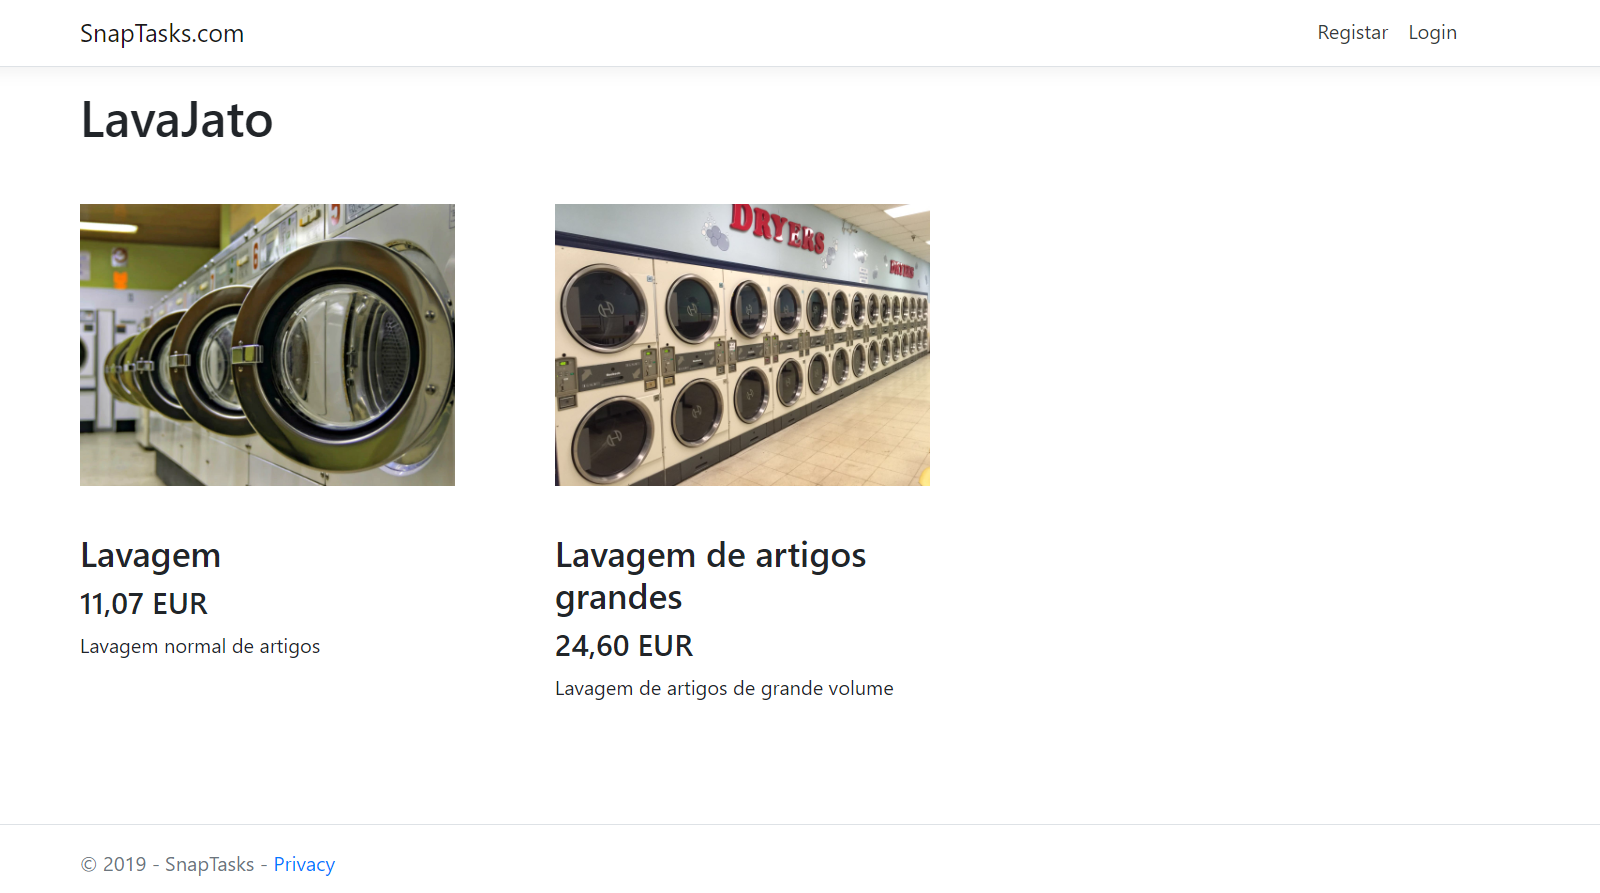 SnapTasks.com
Registar
Login
LavaJato
DRYERS
DRYERS
Lavagem
11,07 EUR
Lavagem normal de artigos
Lavagem de artigos
grandes
24,60 EUR
Lavagem de artigos de grande volume
© 2019 - SnapTasks - Privacy